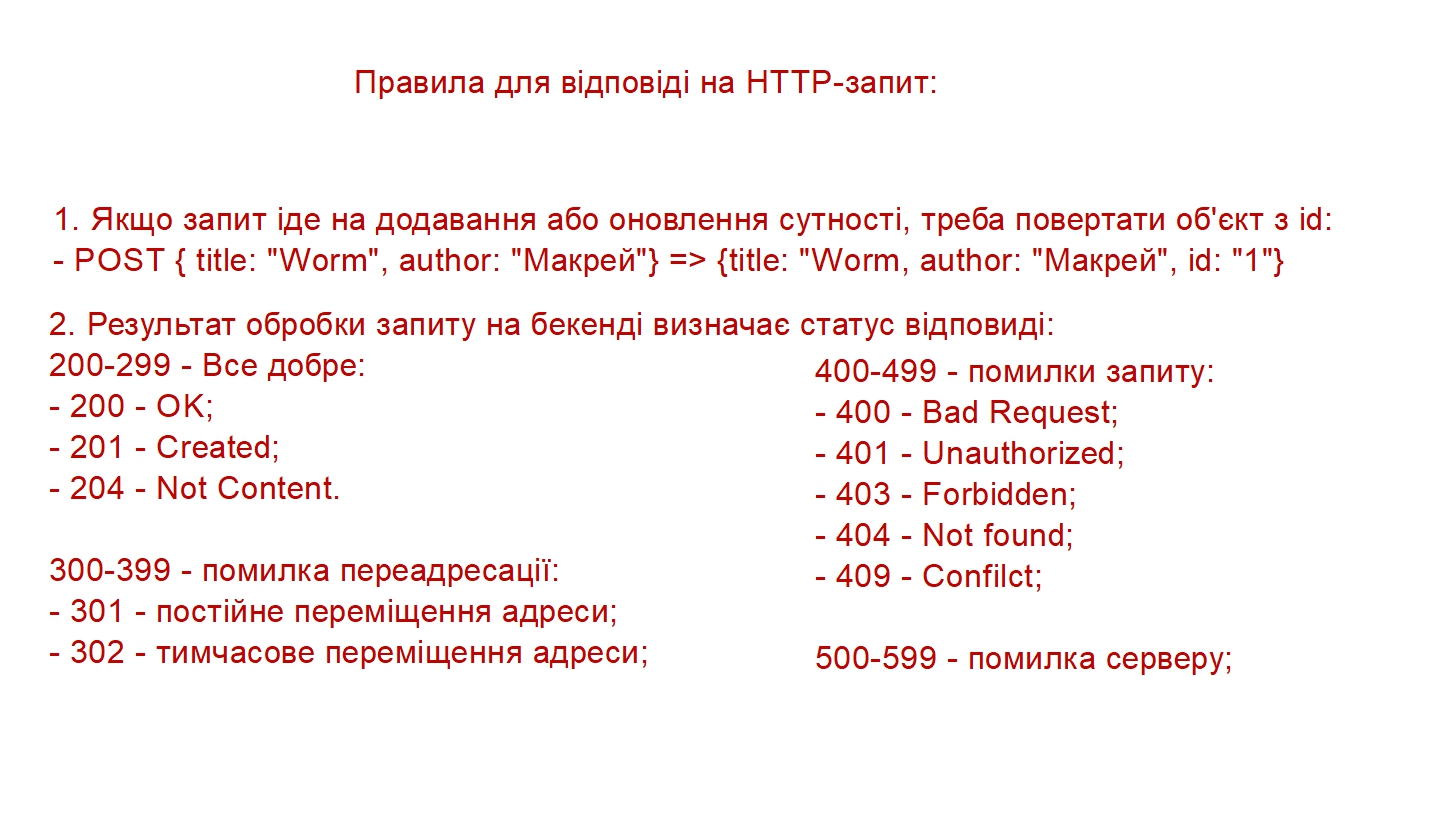 Правила для відповіді на HTTP-запит:
1. Якщо запит іде на додавання або оновлення сутності, треба повертати об'єкт з id:
- POST { title: "Worm", author: "Макрей"} => {title: "Worm, author: "Макрей", id: "1"}
2. Результат обробки запиту на бекенді визначає статус відповиді:
200-299 - Все добре:
- 200 - OK;
- 201 - Created;
- 204 - Not Content.
300-399 - помилка переадресації:
- 301 - постійне переміщення адреси;
- 302 - тимчасове переміщення адреси;
400-499 - помилки запиту:
- 400 - Bad Request;
- 401 - Unauthorized;
- 403 - Forbidden;
- 404 - Not found;
- 409 - Confilct;
500-599 - помилка серверу;